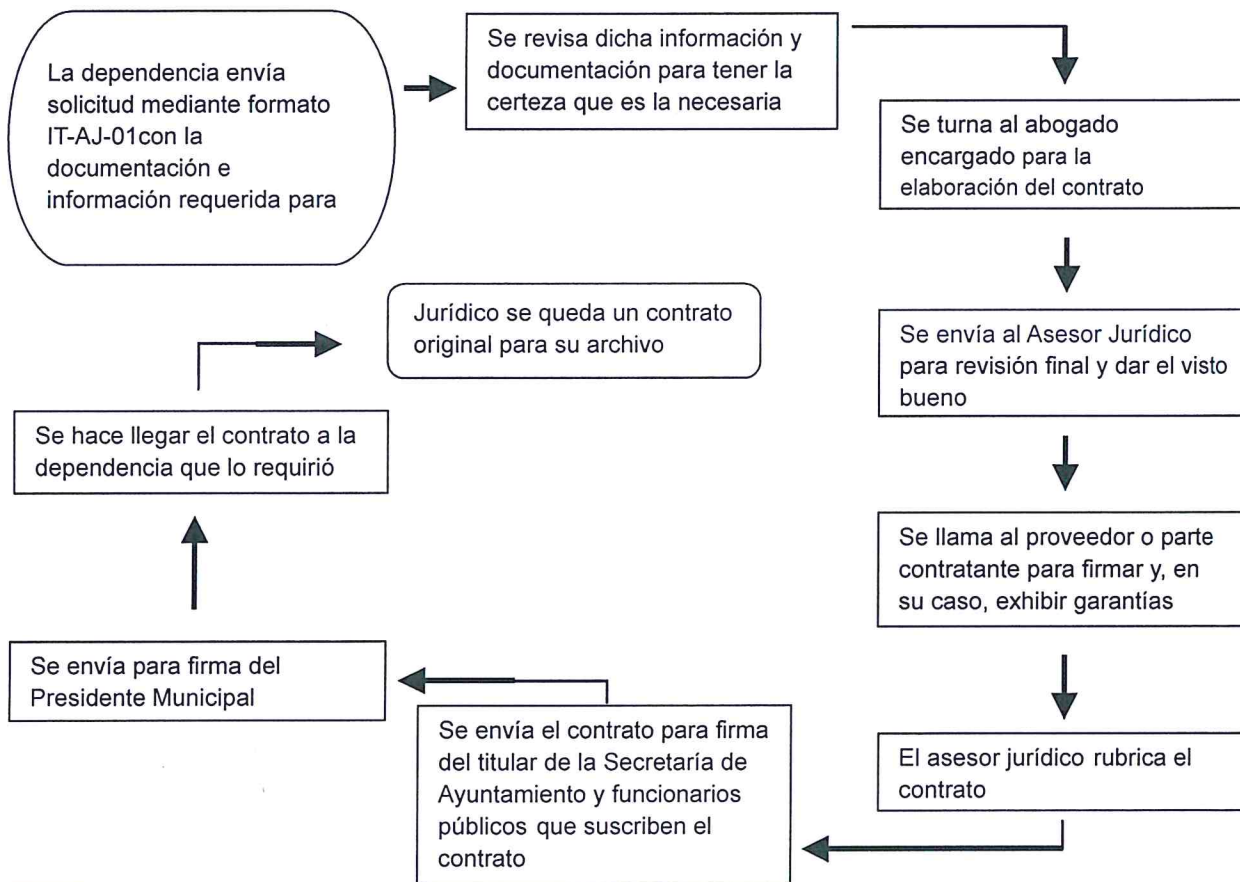 La dependencia envía
solicitud mediante formato
IT-AJ-01con la
documentación e
información requerida para
Se revisa dicha información y
documentación para tener la
certeza que es la necesaria
Se turna al abogado
encargado para la
elaboración del contrato
Se envía al Asesor Jurídico
para revisión final y dar el visto
bueno
Se llama al proveedor o parte
contratante para firmar y, en
su caso, exhibir garantías
El asesor jurídico rubrica el
contrato
Se envía el contrato para firma
del titular de la Secretaría de
Ayuntamiento y funcionarios
públicos que suscriben el
contrato
Se envía para firma del
Presidente Municipal
Se hace llegar el contrato a la
dependencia que lo requirió
Jurídico se queda un contrato
original para su archivo